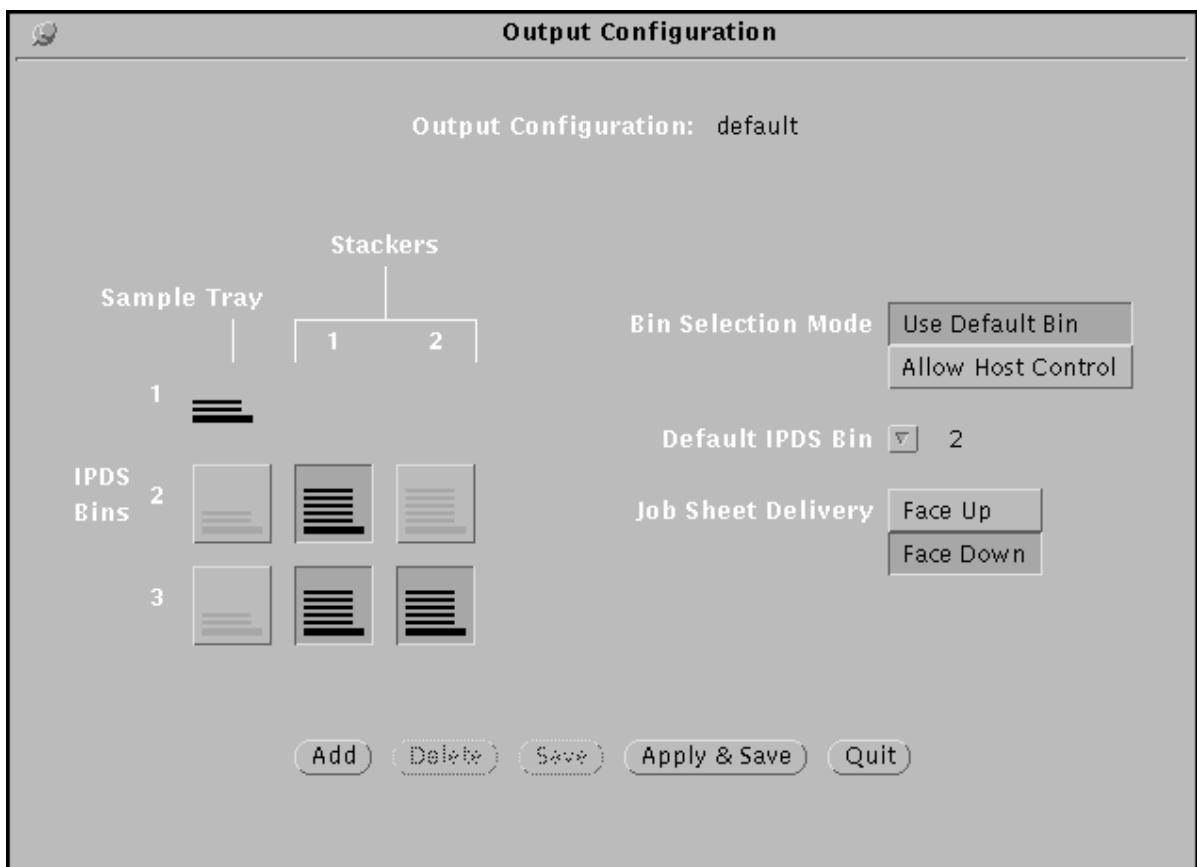 Output Configuration
Output Configuration: default
Stackers
Sample Tray
1 2
1
IPDS
Bins
2
3
Bin Selection Mode Use Default Bin
Allow Host Control
Default IPDS Bin 2
Job Sheet Delivery Face Up
Face Down
Add Delete Save Apply & Save Quit